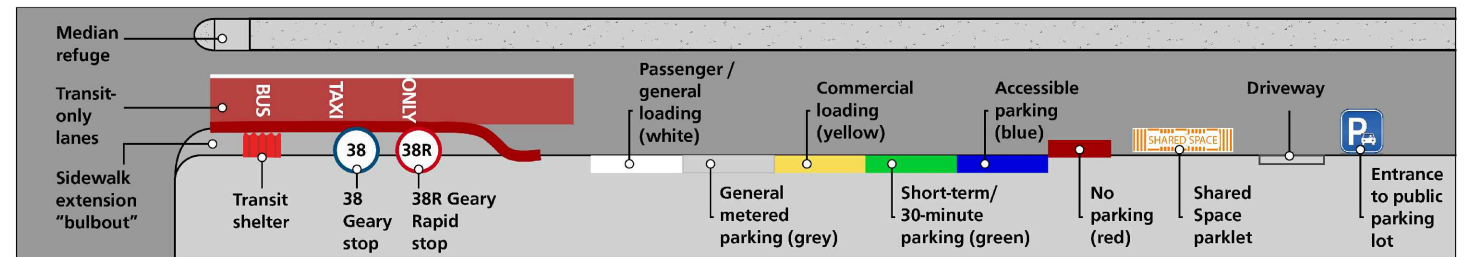 Median
refuge
Transit-
only
lanes
Sidewalk
extension
“bulbout”
BUS
TAXI
ONLY
Transit
shelter
38
38
Geary
stop
38R
38R Geary
Rapid
stop
Passenger /
general
loading
(white)
General
metered
parking (grey)
Commercial
loading
(yellow)
Short-term/
30-minute
parking (green)
Accessible
parking
(blue)
No
parking
(red)
SHARED SPACE
Shared
Space
parklet
Driveway
P
Entrance
to public
parking
lot